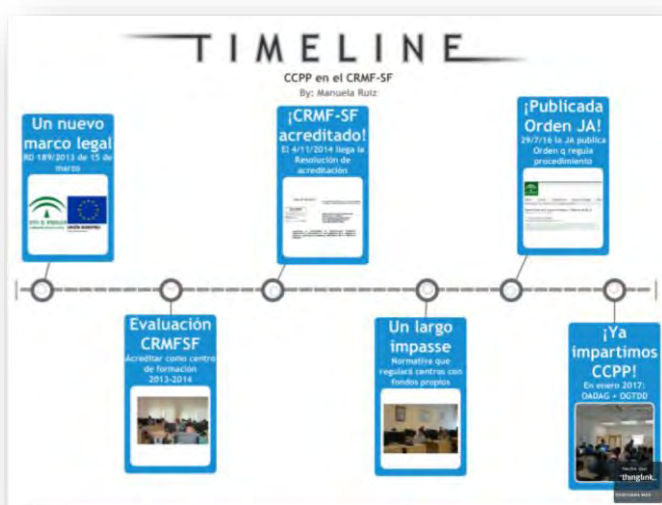 TIMELINE
CCPP en el CRMF-SF
By: Manuela Ruiz
Un nuevo
marco legal
RD 189/2013 de 15 de
marzo
UNIÓN EUROPEA
Evaluación
CRMFSF
Acreditar como centro
de formación
2013-2014
¡CRMF-SF
acreditado!
El 4/11/2014 llega la
Resolución de
acreditación
Un largo
impasse
Normativa que
regulará centros con
fondos propios
¡Publicada
Orden JA!
29/7/16 la JA publica
Orden q regula
procedimiento
¡Ya
impartimos
CCPP!
En enero 2017:
OADAG + DGTDD
thinglink